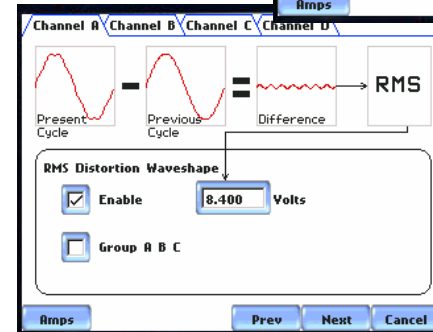 Amps
Channel A Channel B Channel C Channel D
Present Cycle
Previous Cycle
Difference
RMS
RMS Distortion Waveshape
Enable
8.400 Volts
Group A B C
Amps Prev Next Cancel